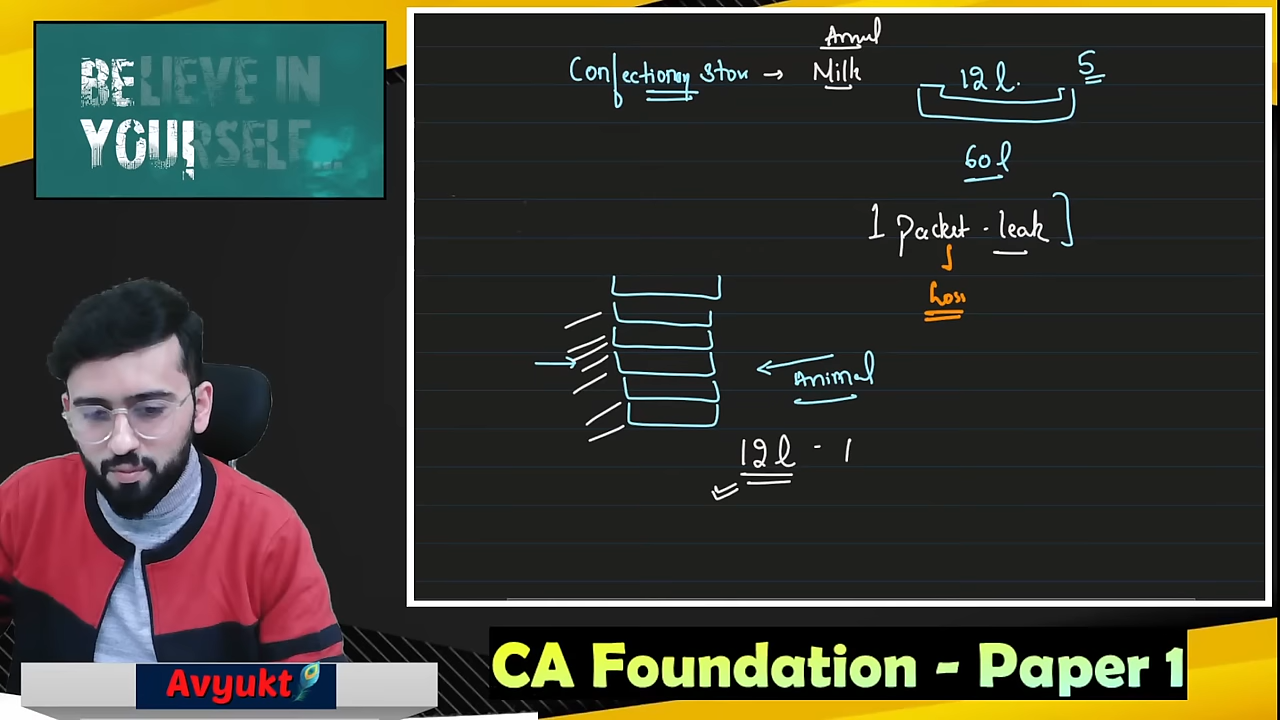 BELIEVE IN
YOURSELF...
Amul
Confectionary Store → Milk
12 l.
5
60 l
1 Packet - leak
Loss
Animal
12 l - 1
Avyukt
CA Foundation - Paper 1